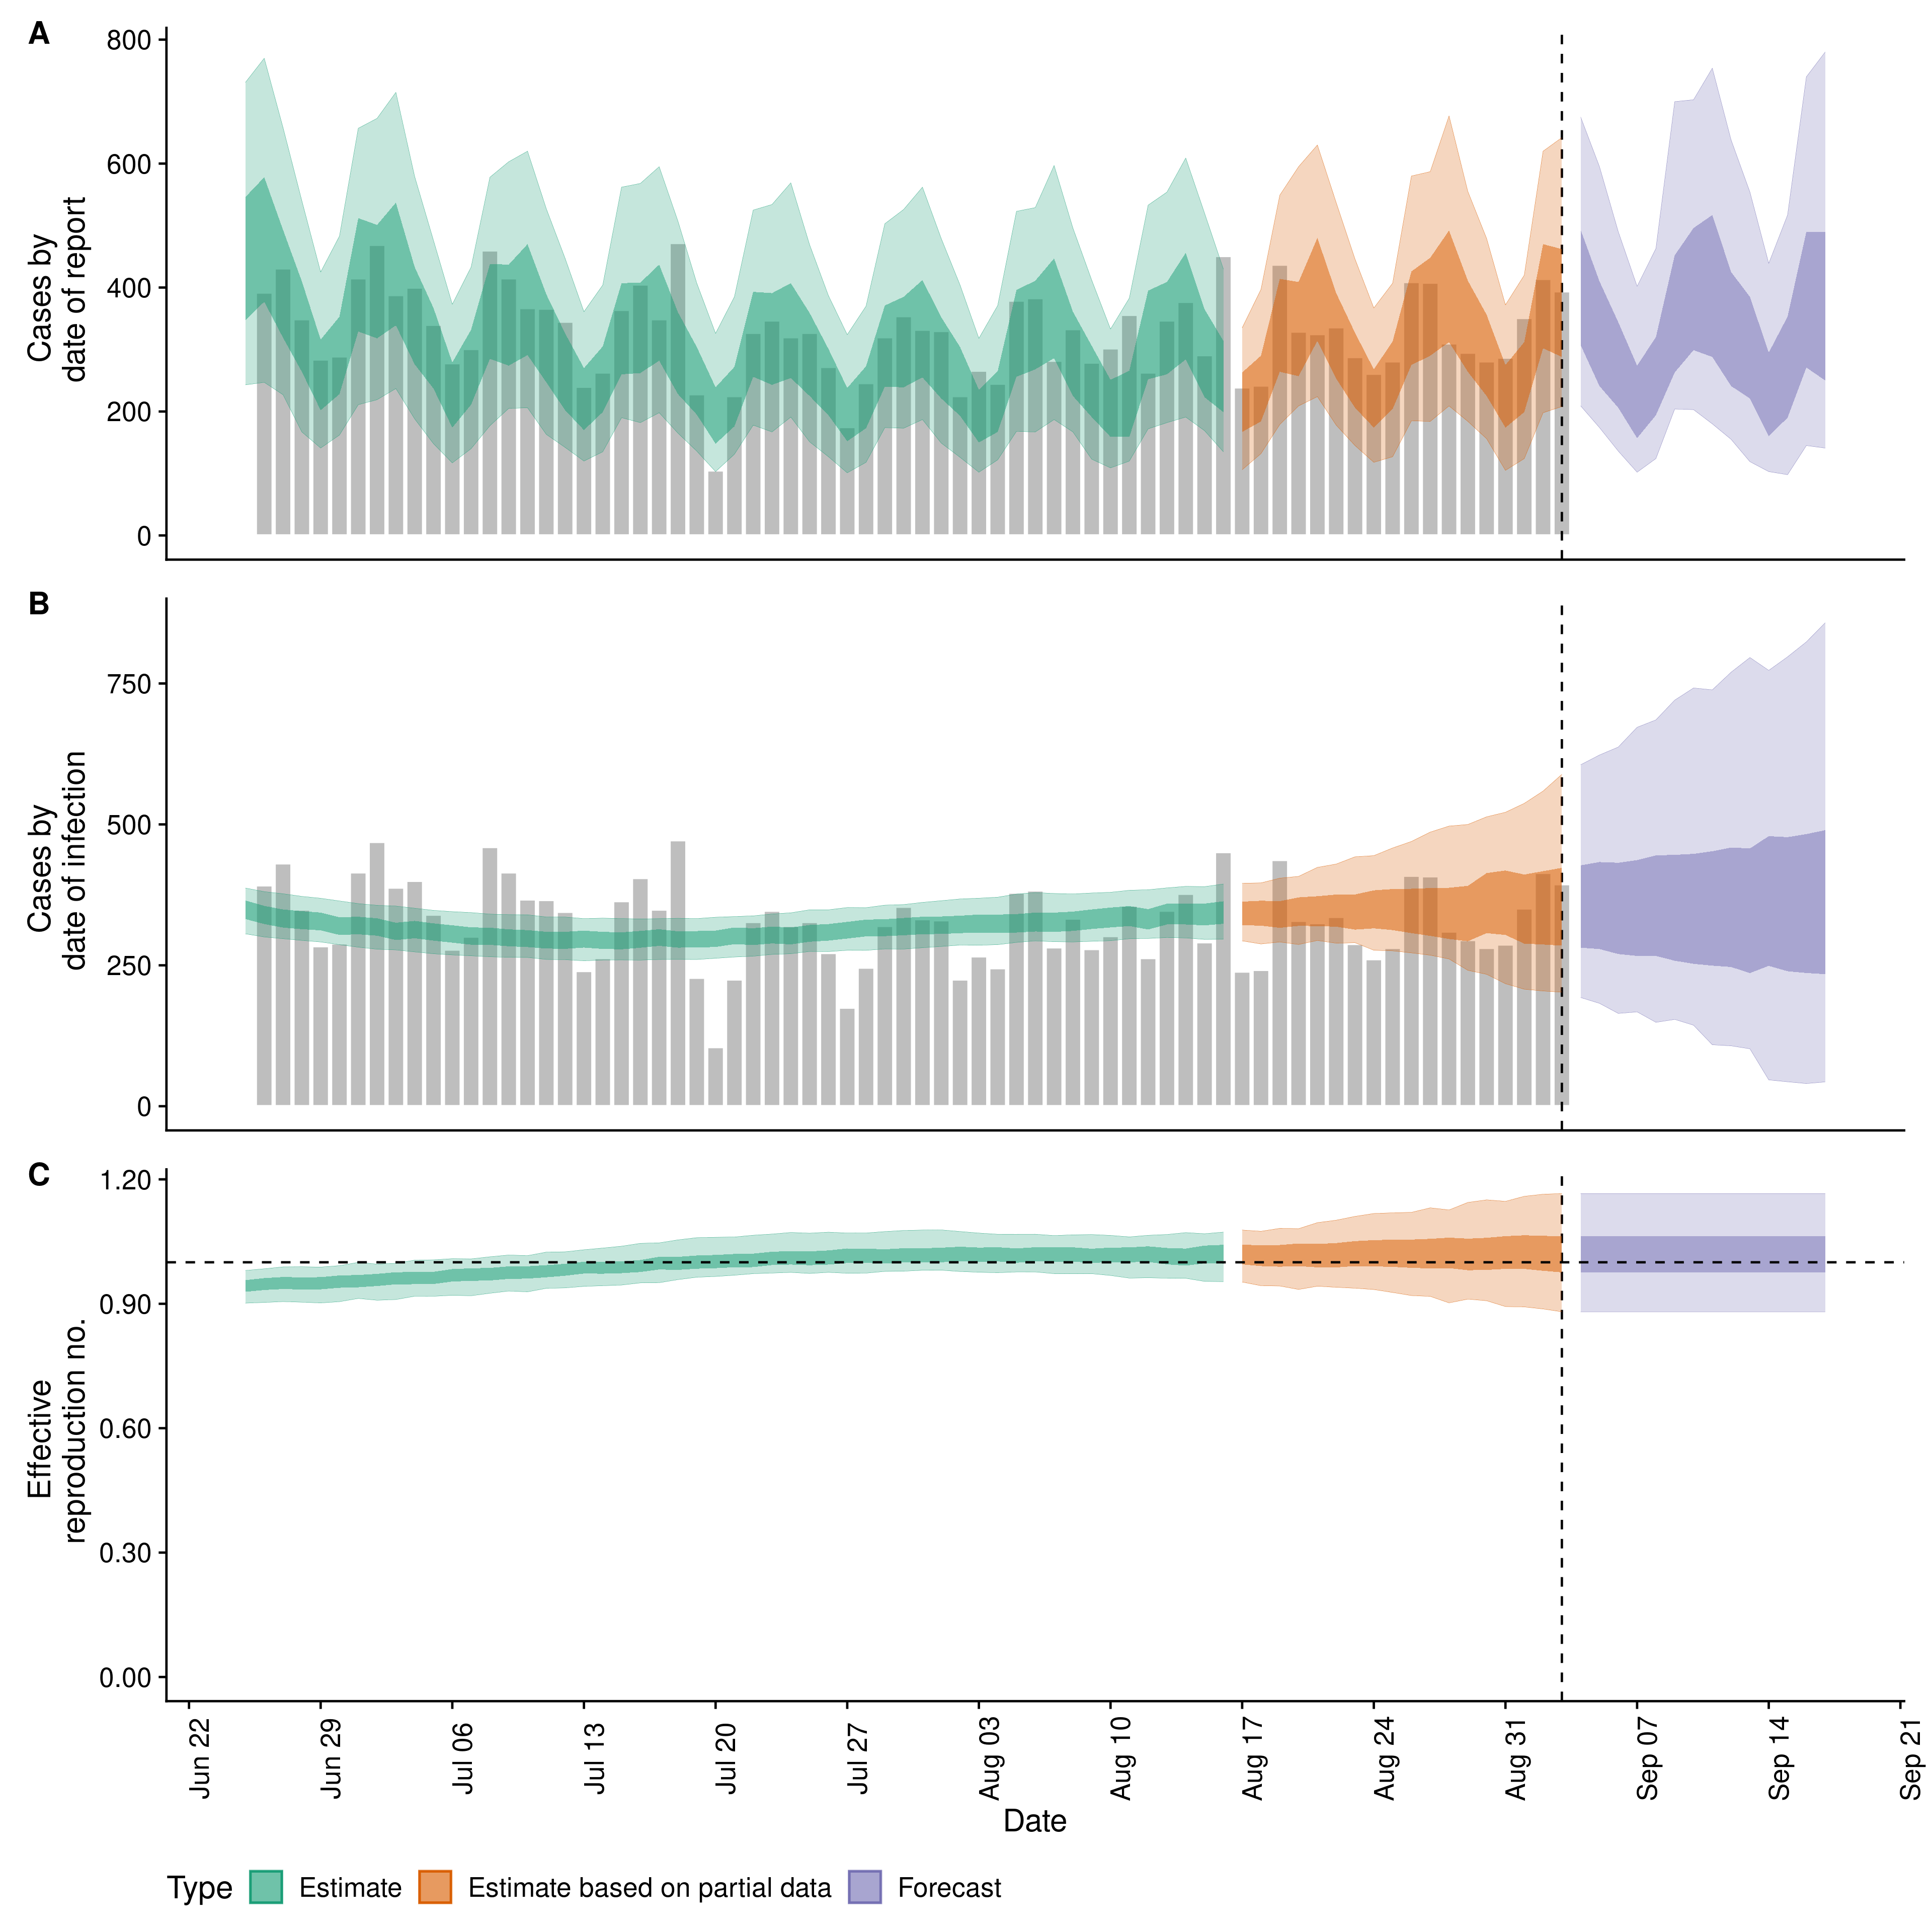 A
800
600
400
200
0
Cases by
date of report
B
750
500
250
0
Cases by
date of infection
C
1.20
0.90
0.60
0.30
0.00
Effective
reproduction no.
Jun 22
Jun 29
Jul 06
Jul 13
Jul 20
Jul 27
Aug 03
Aug 10
Aug 17
Aug 24
Aug 31
Sep 07
Sep 14
Sep 21
Date
Type Estimate Estimate based on partial data Forecast